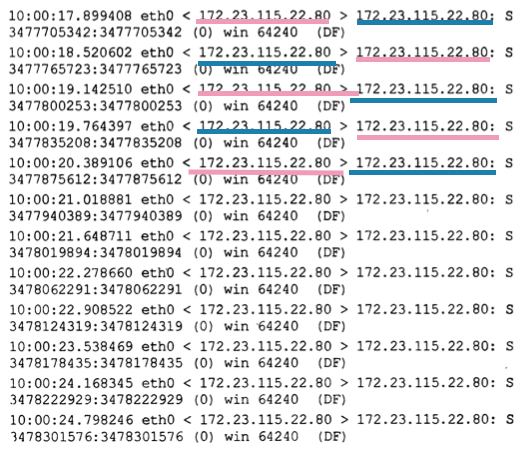 10:00:17.899408 eth0 < 172.23.115.22.80 > 172.23.115.22.80: S
3477705342:3477705342 (0) win 64240 (DF)
10:00:18.520602 eth0 < 172.23.115.22.80 > 172.23.115.22.80: S
3477765723:3477765723 (0) win 64240 (DF)
10:00:19.142510 eth0 < 172.23.115.22.80 > 172.23.115.22.80: S
3477800253:3477800253 (0) win 64240 (DF)
10:00:19.764397 eth0 < 172.23.115.22.80 > 172.23.115.22.80: S
3477835208:3477835208 (0) win 64240 (DF)
10:00:20.389106 eth0 < 172.23.115.22.80 > 172.23.115.22.80: S
3477875612:3477875612 (0) win 64240 (DF)
10:00:21.018881 eth0 < 172.23.115.22.80 > 172.23.115.22.80: S
3477940389:3477940389 (0) win 64240 (DF)
10:00:21.648711 eth0 < 172.23.115.22.80 > 172.23.115.22.80: S
3478019894:3478019894 (0) win 64240 (DF)
10:00:22.278660 eth0 < 172.23.115.22.80 > 172.23.115.22.80: S
3478062291:3478062291 (0) win 64240 (DF)
10:00:22.908522 eth0 < 172.23.115.22.80 > 172.23.115.22.80: S
3478124319:3478124319 (0) win 64240 (DF)
10:00:23.538469 eth0 < 172.23.115.22.80 > 172.23.115.22.80: S
3478178435:3478178435 (0) win 64240 (DF)
10:00:24.168345 eth0 < 172.23.115.22.80 > 172.23.115.22.80: S
3478222929:3478222929 (0) win 64240 (DF)
10:00:24.798246 eth0 < 172.23.115.22.80 > 172.23.115.22.80: S
3478301576:3478301576 (0) win 64240 (DF)